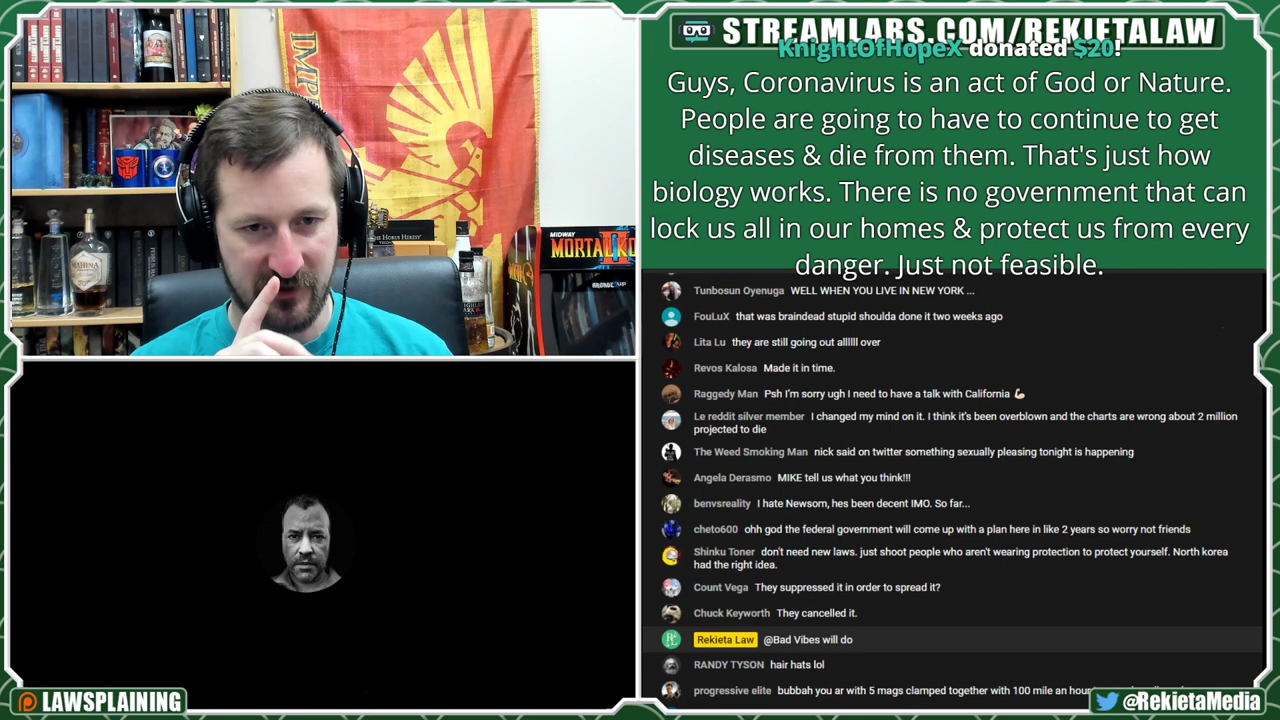 STREAMLABS.COM/REKIETALAW
KnightOfHopeX donated $20!
Guys, Coronavirus is an act of God or Nature.
People are going to have to continue to get
diseases & die from them. That's just how
biology works. There is no government that can
lock us all in our homes & protect us from every
danger. Just not feasible.
Tunbosun Oyenuga WELL WHEN YOU LIVE IN NEW YORK ...
FouLuX that was braindead stupid shoulda done it two weeks ago
Lita Lu they are still going out allllll over
Revos Kalosa Made it in time.
Raggedy Man Psh I'm sorry ugh I need to have a talk with California 💪🏻
Le reddit silver member I changed my mind on it. I think it's been overblown and the charts are wrong about 2 million
projected to die
The Weed Smoking Man nick said on twitter something sexually pleasing tonight is happening
Angela Derasmo MIKE tell us what you think!!!
benvsreality I hate Newsom, hes been decent IMO. So far...
cheto600 ohh god the federal government will come up with a plan here in like 2 years so worry not friends
Shinku Toner don't need new laws. just shoot people who aren't wearing protection to protect yourself. North korea
had the right idea.
Count Vega They suppressed it in order to spread it?
Chuck Keyworth They cancelled it.
Rekieta Law @Bad Vibes will do
RANDY TYSON hair hats lol
progressive elite bubbah you ar with 5 mags clamped together with 100 mile an hour
MIDWAY
MORTAL KO
II
THE HORUS HERESY
IMP
LAWSPLAINING
@RekietaMedia